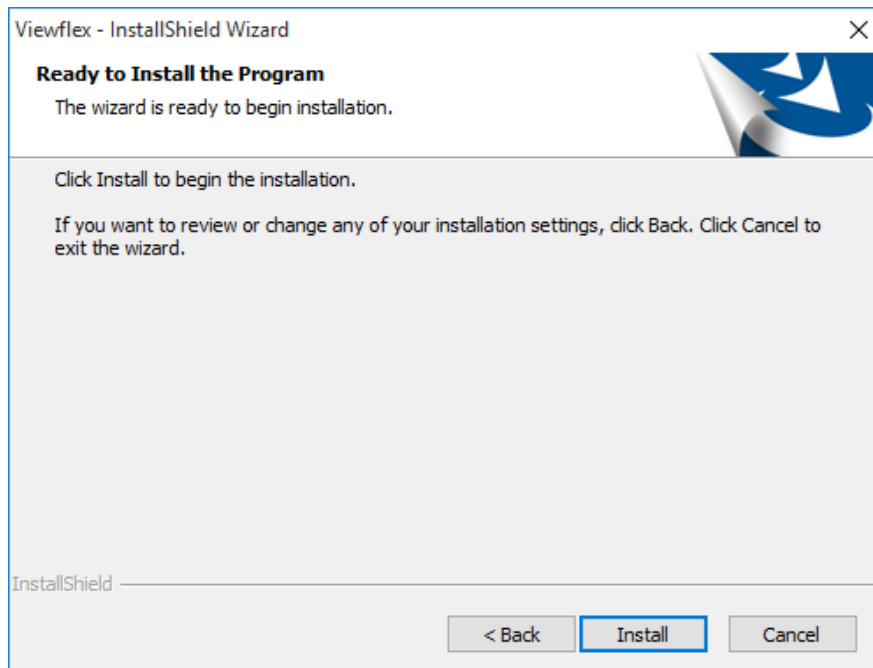 Viewflex - InstallShield Wizard
Ready to Install the Program
The wizard is ready to begin installation.
Click Install to begin the installation.
If you want to review or change any of your installation settings, click Back. Click Cancel to
exit the wizard.
InstallShield
< Back
Install
Cancel